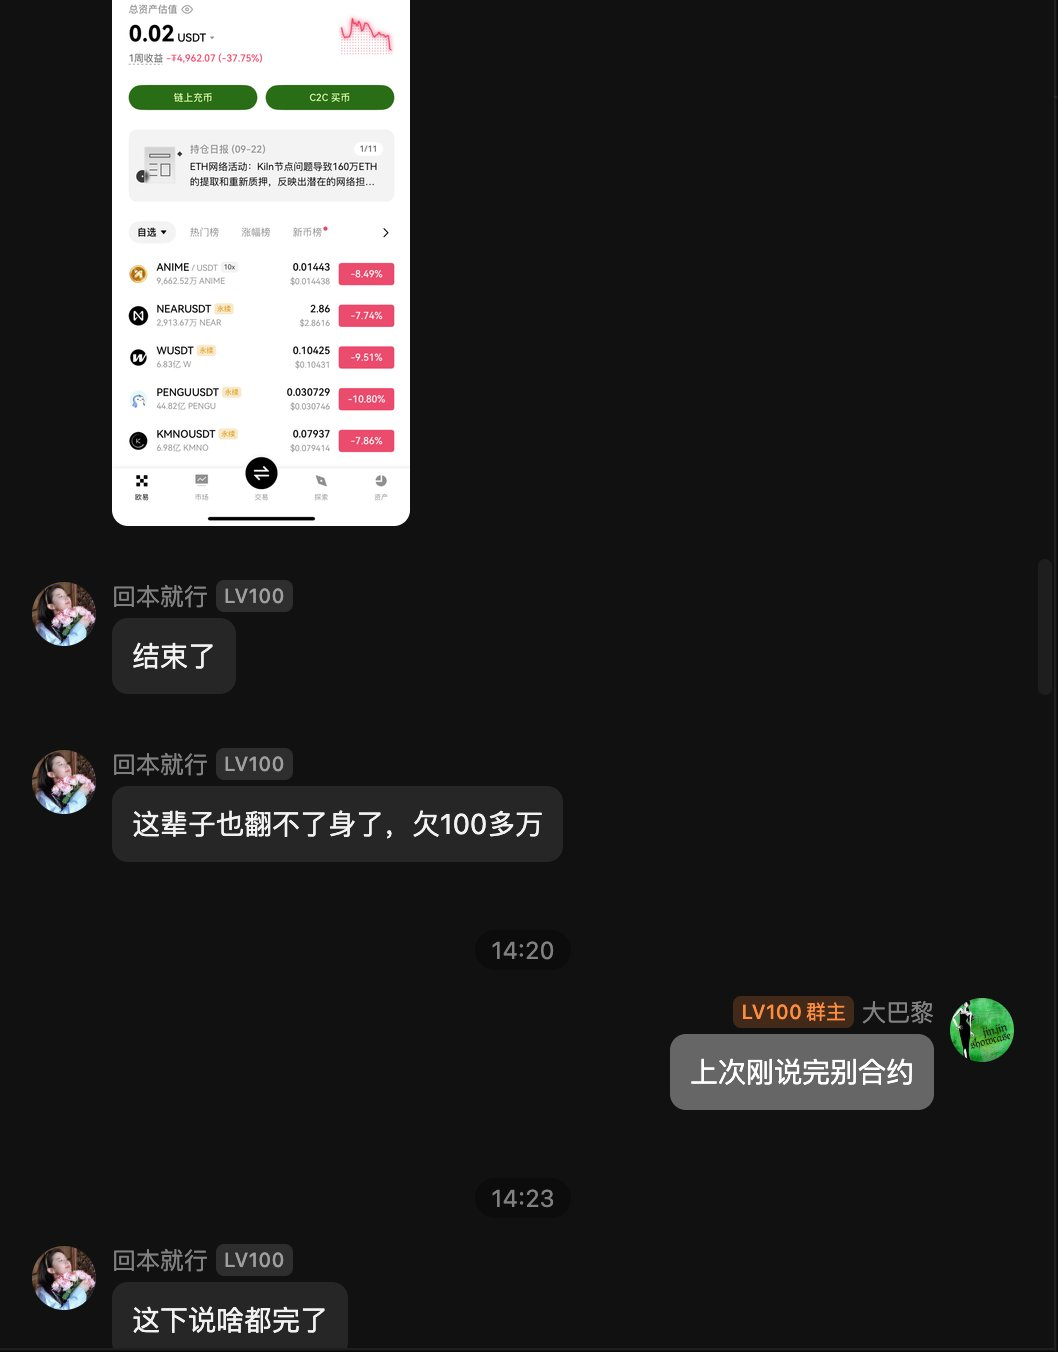 总资产估值
0.02 USDT
1周收益 -₮4,962.07 (-37.75%)
链上充币
C2C 买币
持仓日报 (09-22)
1/11
ETH网络活动：Kiln节点问题导致160万ETH
的提取和重新质押，反映出潜在的网络担...
自选
热门榜
涨幅榜
新币榜
ANIME / USDT 10x
0.01443
-8.49%
9,662.52万 ANIME
$0.014438
NEARUSDT 永续
2.86
-7.74%
2,913.67万 NEAR
$2.8616
WUSDT 永续
0.10425
-9.51%
6.83亿 W
$0.10431
PENGUUSDT 永续
0.030729
-10.80%
44.82亿 PENGU
$0.030746
KMNOUSDT 永续
0.07937
-7.86%
6.98亿 KMNO
$0.079414
欧易
市场
交易
探索
资产
回本就行 LV100
结束了
回本就行 LV100
这辈子也翻不了身了，欠100多万
14:20
LV100 群主 大巴黎
jinjin
showcase
上次刚说完别合约
14:23
回本就行 LV100
这下说啥都完了